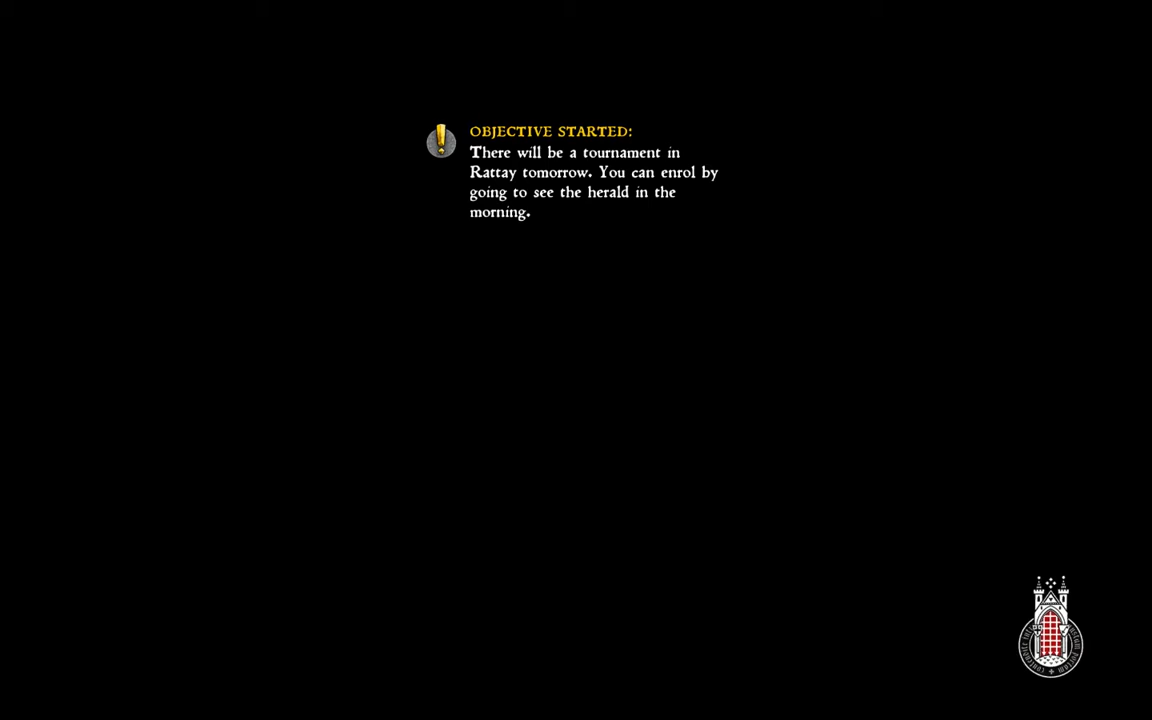 OBJECTIVE STARTED:
There will be a tournament in
Rattay tomorrow. You can enrol by
going to see the herald in the
morning.